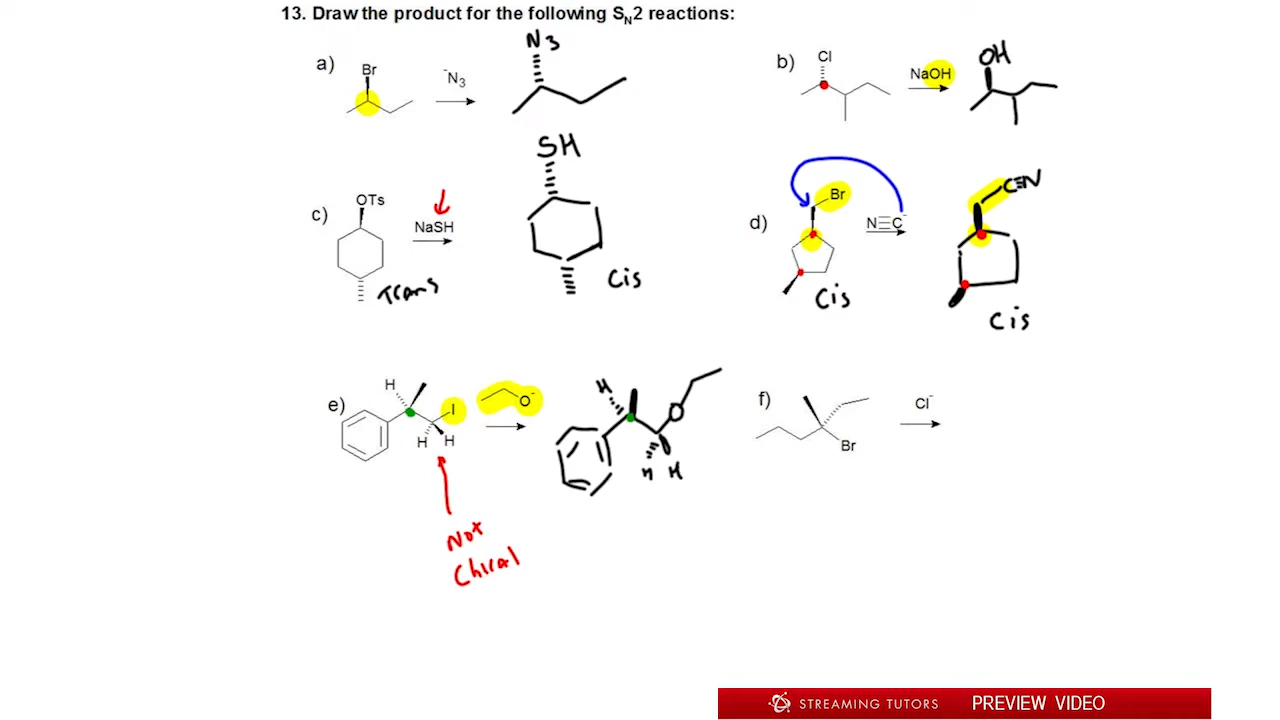 13. Draw the product for the following SN2 reactions:
a) Br -N3 N3
b) Cl NaOH OH
c) OTs NaSH SH
Trans Cis
d) Br N≡C- C≡N
Cis Cis
e) H I H H O- H O H H
Not
Chiral
f) Br Cl-
STREAMING TUTORS PREVIEW VIDEO